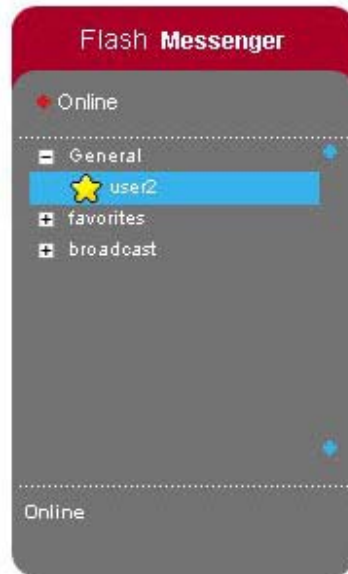 Flash Messenger
Online
General
user2
favorites
broadcast
Online